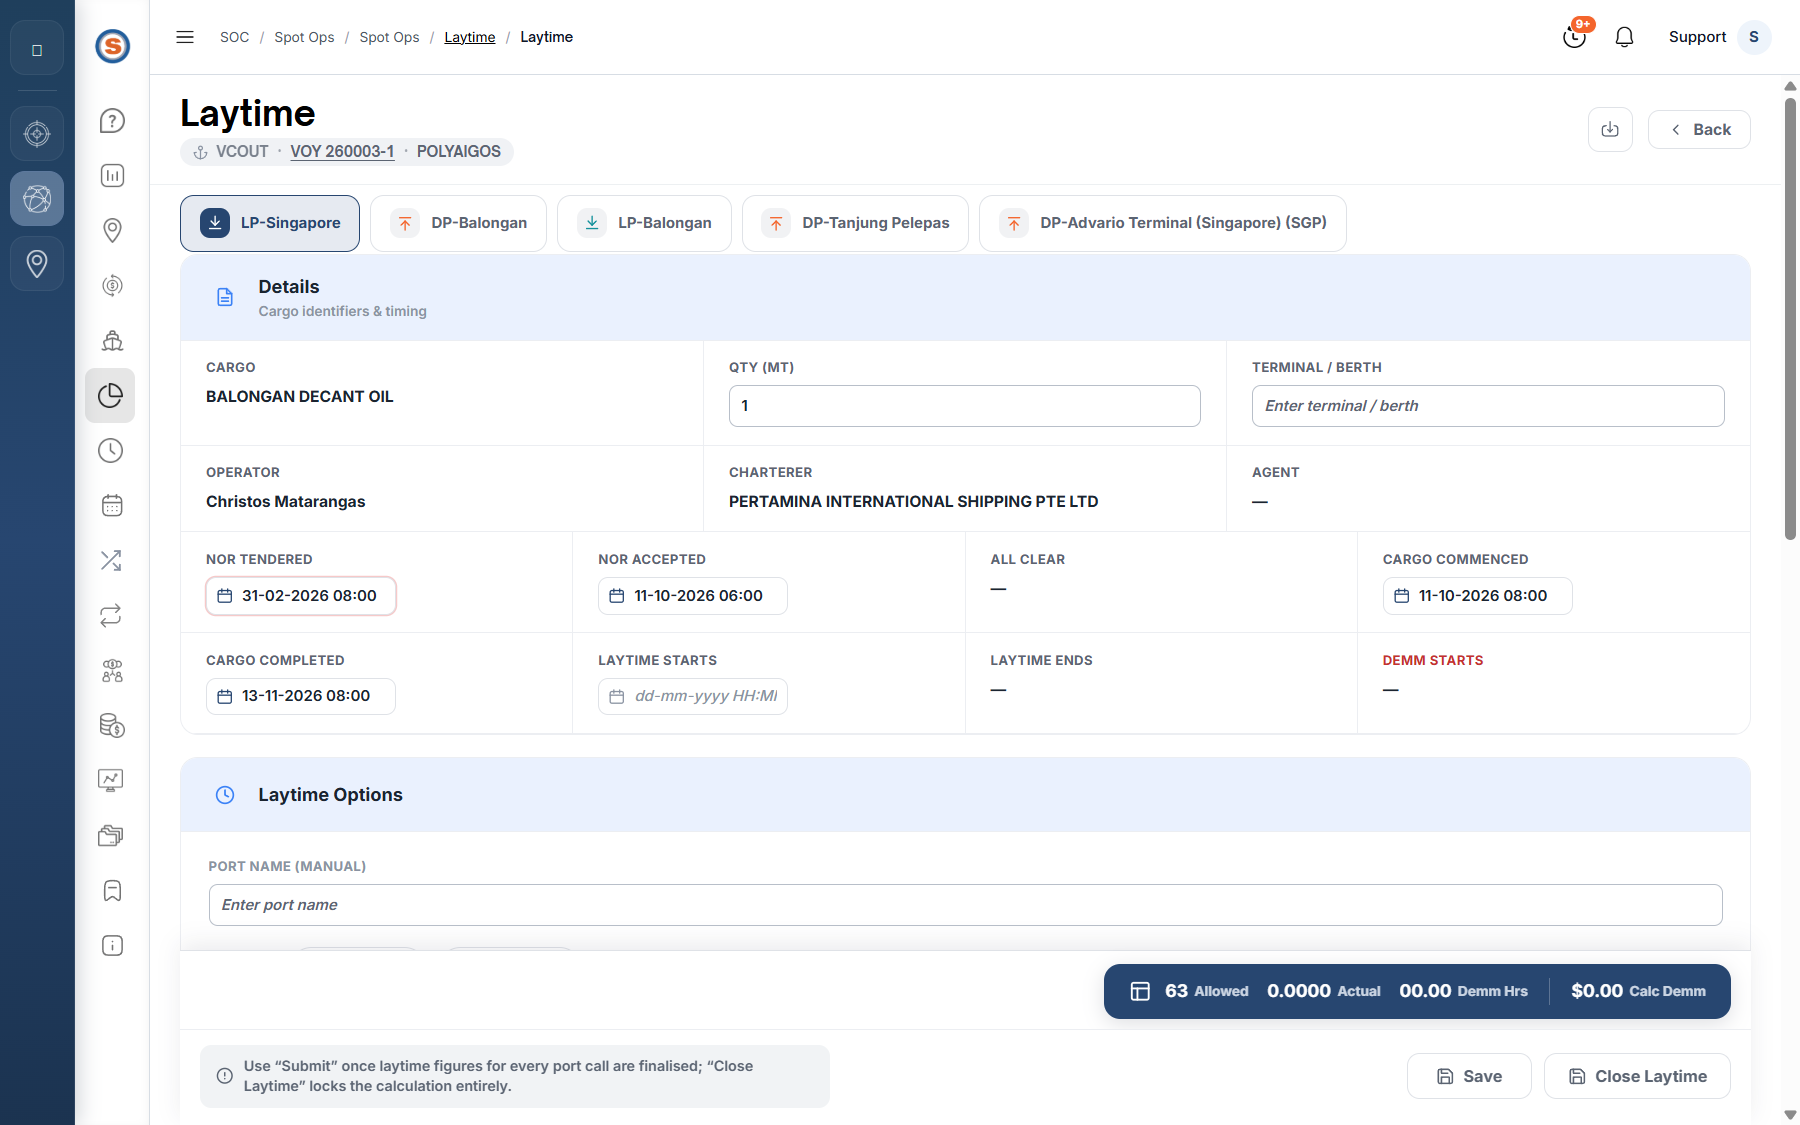 SOC / Spot Ops / Spot Ops / Laytime / Laytime
9+
Support S
Laytime
VCOUT · VOY 260003-1 · POLYAIGOS
Back
LP-Singapore
DP-Balongan
LP-Balongan
DP-Tanjung Pelepas
DP-Advario Terminal (Singapore) (SGP)
Details
Cargo identifiers & timing
CARGO
BALONGAN DECANT OIL
QTY (MT)
1
TERMINAL / BERTH
Enter terminal / berth
OPERATOR
Christos Matarangas
CHARTERER
PERTAMINA INTERNATIONAL SHIPPING PTE LTD
AGENT
—
NOR TENDERED
31-02-2026 08:00
NOR ACCEPTED
11-10-2026 06:00
ALL CLEAR
—
CARGO COMMENCED
11-10-2026 08:00
CARGO COMPLETED
13-11-2026 08:00
LAYTIME STARTS
dd-mm-yyyy HH:MM
LAYTIME ENDS
—
DEMM STARTS
—
Laytime Options
PORT NAME (MANUAL)
Enter port name
63 Allowed 0.0000 Actual 00.00 Demm Hrs $0.00 Calc Demm
Use “Submit” once laytime figures for every port call are finalised; “Close
Laytime” locks the calculation entirely.
Save
Close Laytime